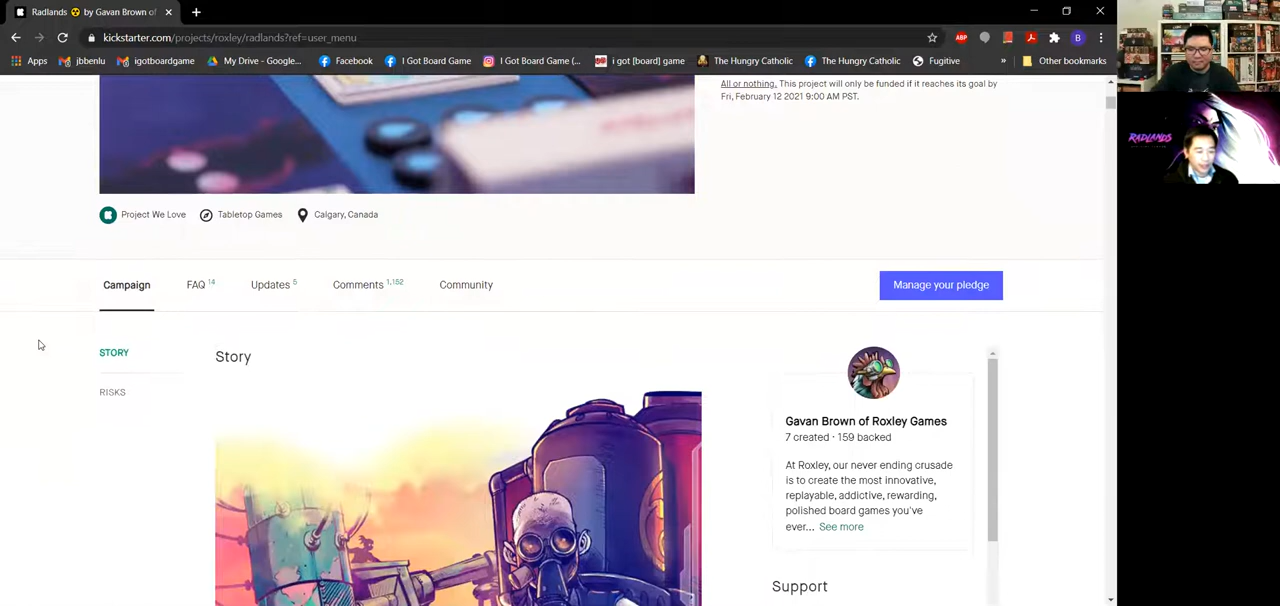 Radlands ☢ by Gavan Brown of
kickstarter.com/projects/roxley/radlands?ref=user_menu
ABP
B
Apps
jbbenlu
igotboardgame
My Drive - Google...
Facebook
I Got Board Game
I Got Board Game (...
i got [board] game
The Hungry Catholic
The Hungry Catholic
Fugitive
»
Other bookmarks
All or nothing. This project will only be funded if it reaches its goal by
Fri, February 12 2021 9:00 AM PST.
RADLANDS
Project We Love
Tabletop Games
Calgary, Canada
Campaign
FAQ 14
Updates 5
Comments 1,152
Community
Manage your pledge
STORY
RISKS
Story
Gavan Brown of Roxley Games
7 created · 159 backed
At Roxley, our never ending crusade
is to create the most innovative,
replayable, addictive, rewarding,
polished board games you've
ever... See more
Support